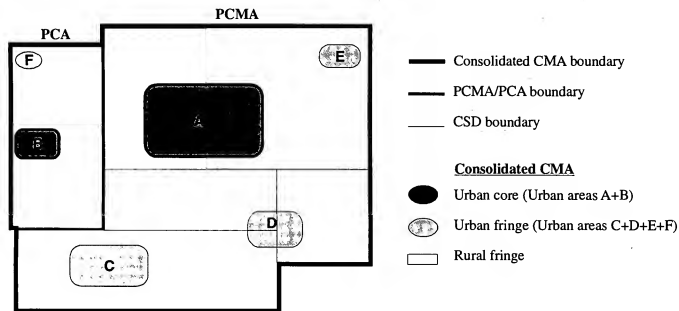 PCMA
PCA
F
E
A
B
D
C
Consolidated CMA boundary
PCMA/PCA boundary
CSD boundary
Consolidated CMA
Urban core (Urban areas A+B)
Urban fringe (Urban areas C+D+E+F)
Rural fringe